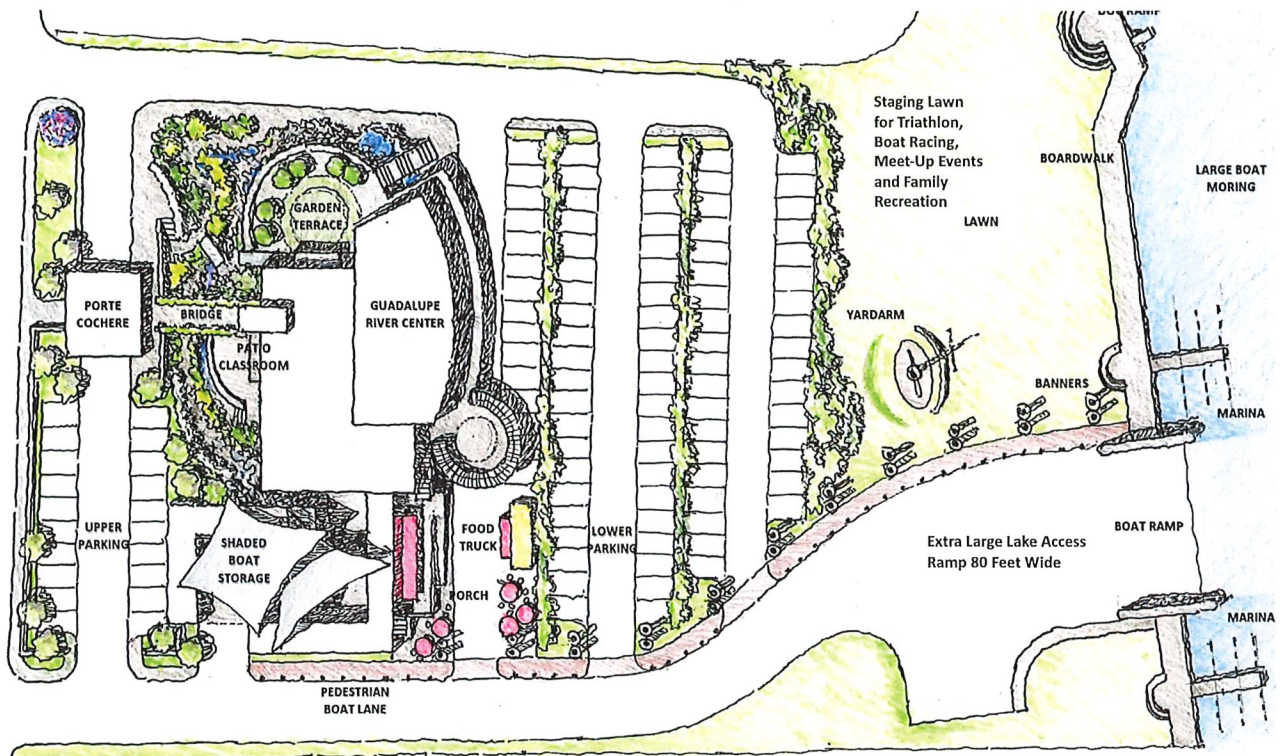 DOG RAMP
Staging Lawn
for Triathlon,
Boat Racing,
Meet-Up Events
and Family
Recreation
BOARDWALK
LARGE BOAT
MORING
LAWN
GARDEN
TERRACE
PORTE
COCHERE
BRIDGE
GUADALUPE
RIVER CENTER
YARDARM
PATIO
CLASSROOM
BANNERS
MARINA
UPPER
PARKING
SHADED
BOAT
STORAGE
FOOD
TRUCK
LOWER
PARKING
BOAT RAMP
Extra Large Lake Access
Ramp 80 Feet Wide
PORCH
MARINA
PEDESTRIAN
BOAT LANE